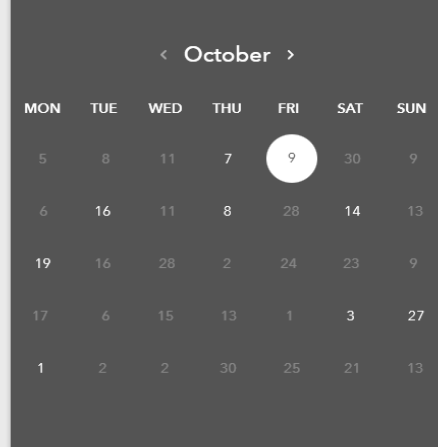 ‹ October ›
MON TUE WED THU FRI SAT SUN
5 8 11 7 9 30 9
6 16 11 8 28 14 13
19 16 28 2 24 23 9
17 6 15 13 1 3 27
1 2 2 30 25 21 13